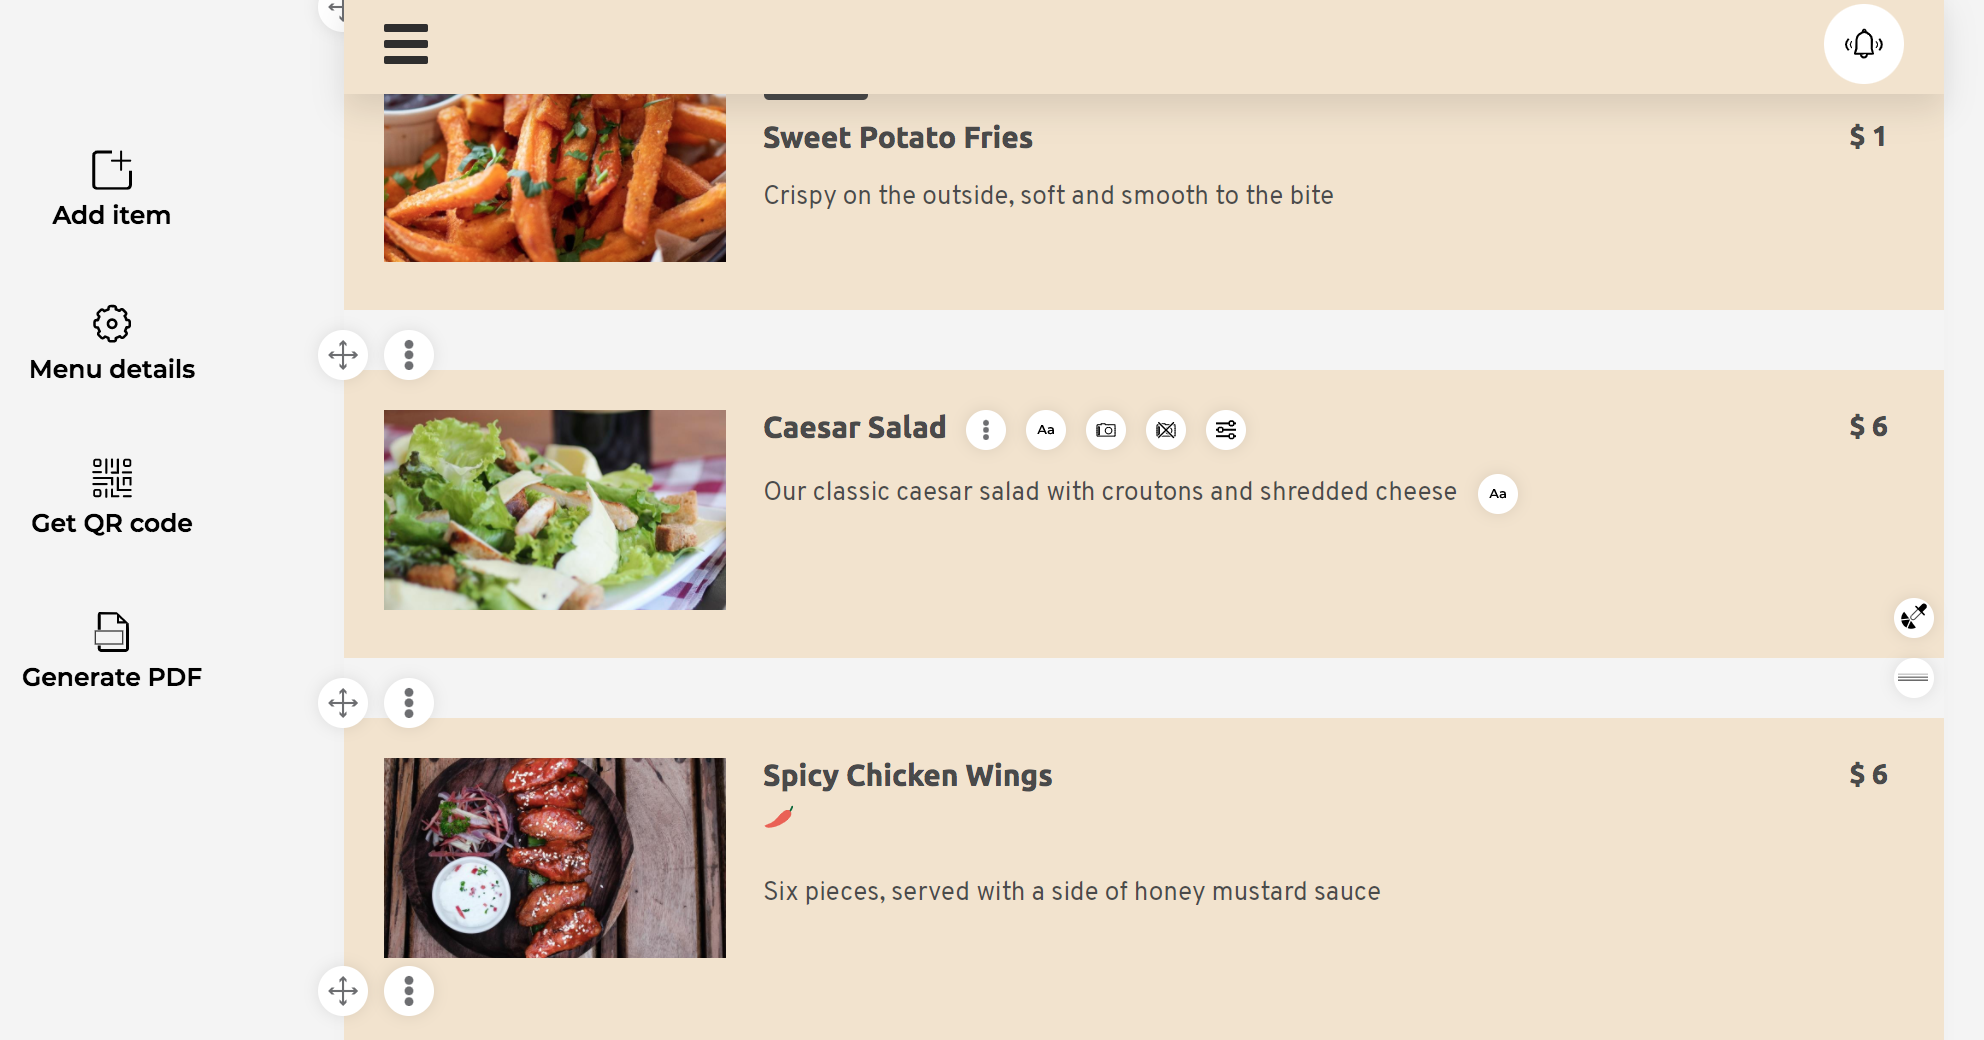 Add item
Menu details
Get QR code
Generate PDF
Sweet Potato Fries
$ 1
Crispy on the outside, soft and smooth to the bite
Caesar Salad
Aa
$ 6
Our classic caesar salad with croutons and shredded cheese
Aa
Spicy Chicken Wings
$ 6
Six pieces, served with a side of honey mustard sauce